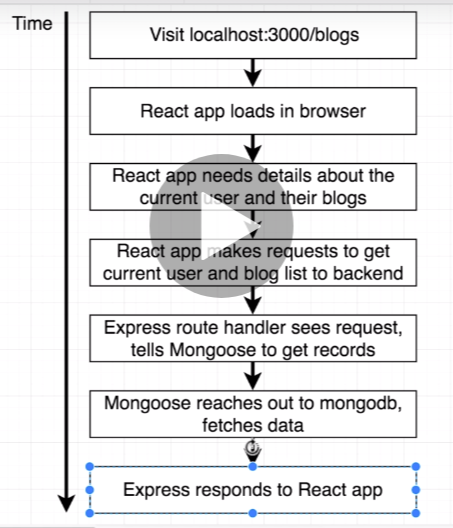 Time
Visit localhost:3000/blogs
React app loads in browser
React app needs details about the
current user and their blogs
React app makes requests to get
current user and blog list to backend
Express route handler sees request,
tells Mongoose to get records
Mongoose reaches out to mongodb,
fetches data
Express responds to React app